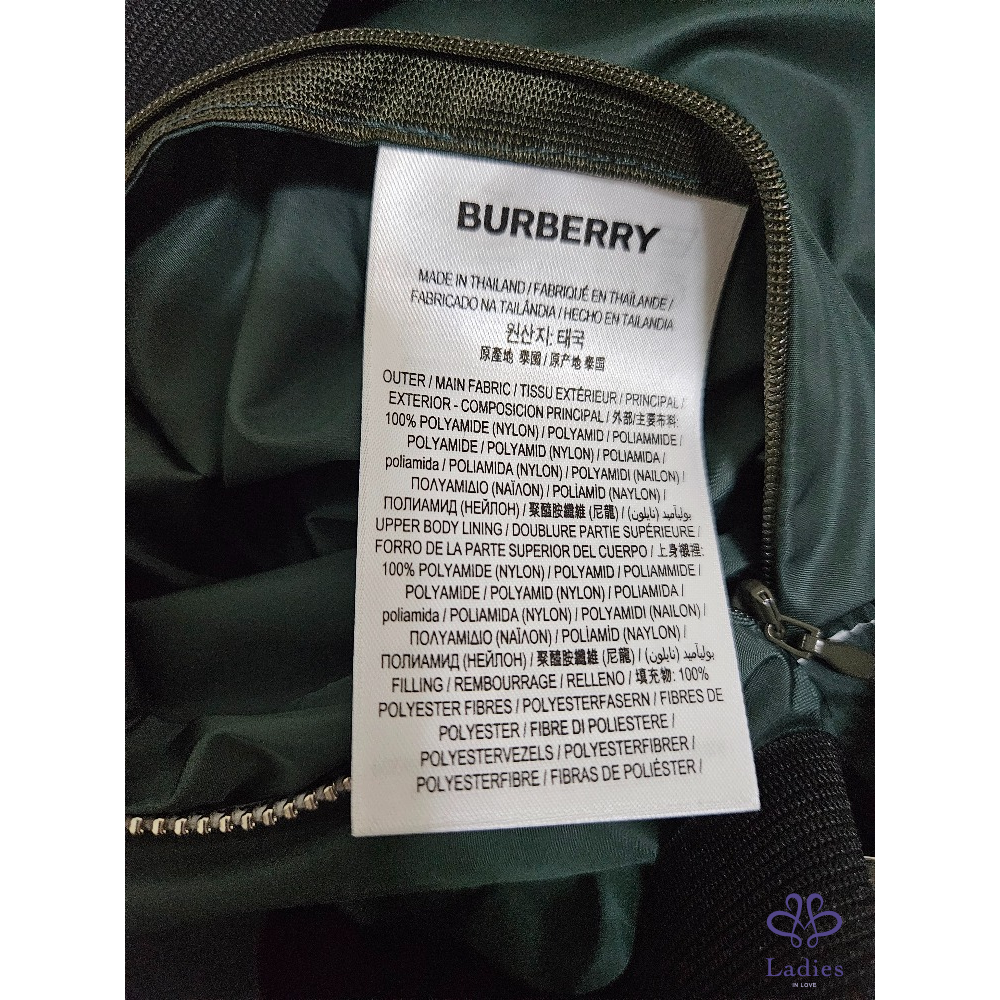 BURBERRY
MADE IN THAILAND / FABRIQUÉ EN THAÏLANDE /
FABRICADO NA TAILÂNDIA / HECHO EN TAILANDIA
원산지: 태국
原產地 泰國 / 原产地 泰国
OUTER / MAIN FABRIC / TISSU EXTÉRIEUR / PRINCIPAL /
EXTERIOR - COMPOSICION PRINCIPAL / 外部/主要布料:
100% POLYAMIDE (NYLON) / POLYAMID / POLIAMMIDE /
POLYAMIDE / POLYAMID (NYLON) / POLIAMIDA /
poliamida / POLIAMIDA (NYLON) / POLYAMIDI (NAILON) /
ΠΟΛΥΑΜΙΔΙΟ (ΝΑΪΛΟΝ) / POLİAMİD (NAYLON) /
ПОЛИАМИД (НЕЙЛОН) / 聚醯胺纖維 (尼龍) / بولیأمید (نایلون) /
UPPER BODY LINING / DOUBLURE PARTIE SUPÉRIEURE /
FORRO DE LA PARTE SUPERIOR DEL CUERPO / 上身襯裡:
100% POLYAMIDE (NYLON) / POLYAMID / POLIAMMIDE /
POLYAMIDE / POLYAMID (NYLON) / POLIAMIDA /
poliamida / POLIAMIDA (NYLON) / POLYAMIDI (NAILON) /
ΠΟΛΥΑΜΙΔΙΟ (ΝΑΪΛΟΝ) / POLİAMİD (NAYLON) /
ПОЛИАМИД (НЕЙЛОН) / 聚醯胺纖維 (尼龍) / بولیأمید (نایلون) /
FILLING / REMBOURRAGE / RELLENO / 填充物: 100%
POLYESTER FIBRES / POLYESTERFASERN / FIBRES DE
POLYESTER / FIBRE DI POLIESTERE /
POLYESTERVEZELS / POLYESTERFIBRER /
POLYESTERFIBRE / FIBRAS DE POLIÉSTER /
Ladies
IN LOVE